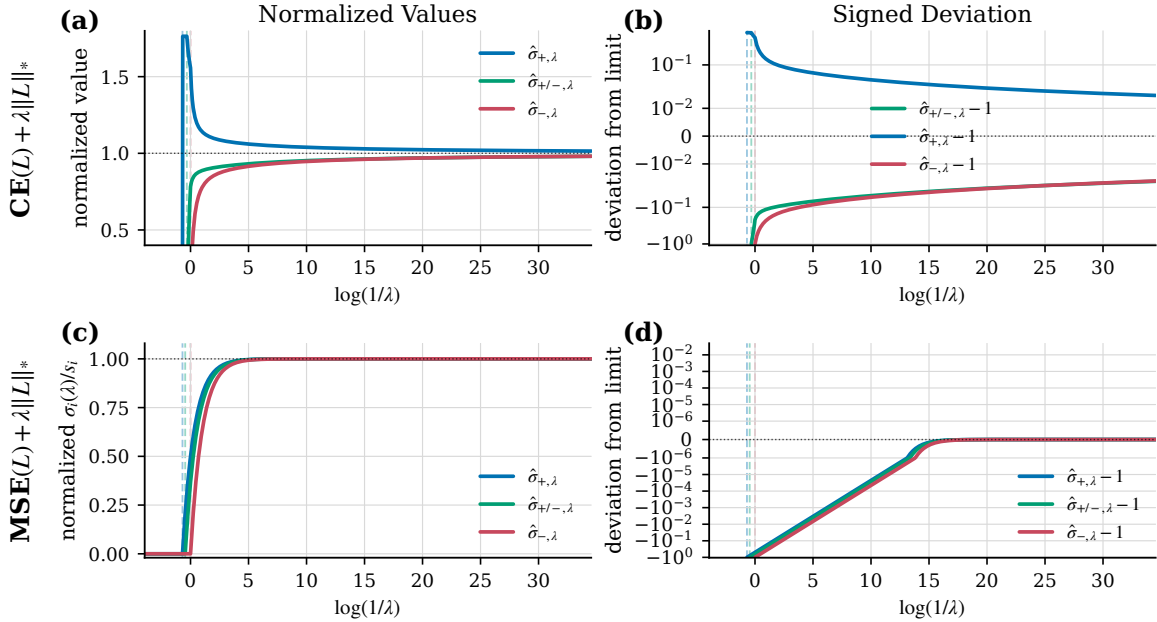 (a) Normalized Values
(b) Signed Deviation
CE(L) + λ||L||*
normalized value
1.5
1.0
0.5
σ̂+,λ
σ̂+/−,λ
σ̂−,λ
0 5 10 15 20 25 30
log(1/λ)
deviation from limit
10⁻¹
10⁻²
0
−10⁻²
−10⁻¹
−10⁰
σ̂+/−,λ − 1
σ̂+,λ − 1
σ̂−,λ − 1
0 5 10 15 20 25 30
log(1/λ)
(c)
(d)
MSE(L) + λ||L||*
normalized σᵢ(λ)/sᵢ
1.00
0.75
0.50
0.25
0.00
σ̂+,λ
σ̂+/−,λ
σ̂−,λ
0 5 10 15 20 25 30
log(1/λ)
deviation from limit
10⁻²
10⁻³
10⁻⁴
10⁻⁵
10⁻⁶
0
−10⁻⁶
−10⁻⁵
−10⁻⁴
−10⁻³
−10⁻²
−10⁻¹
−10⁰
σ̂+,λ − 1
σ̂+/−,λ − 1
σ̂−,λ − 1
0 5 10 15 20 25 30
log(1/λ)